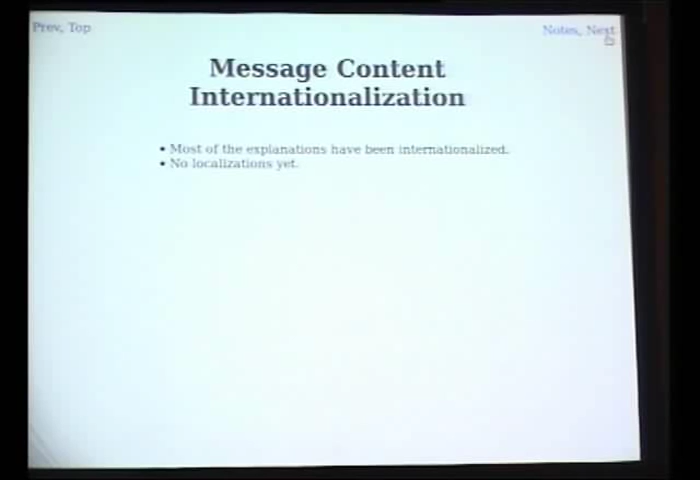 Prev, Top
Notes, Next
Message Content
Internationalization
• Most of the explanations have been internationalized.
• No localizations yet.